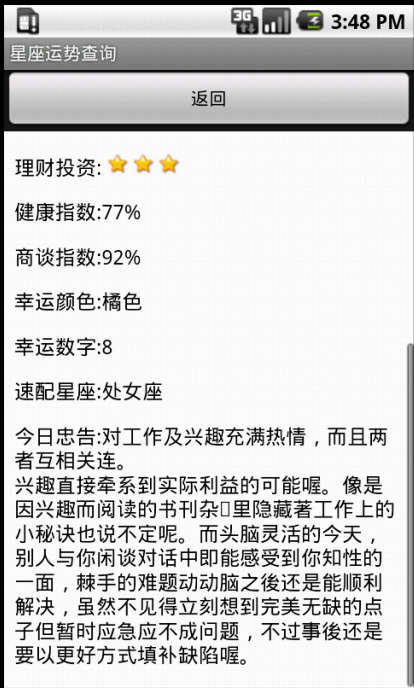 3G
3:48 PM
星座运势查询
返回
理财投资:
健康指数:77%
商谈指数:92%
幸运颜色:橘色
幸运数字:8
速配星座:处女座
今日忠告:对工作及兴趣充满热情，而且两
者互相关连。
兴趣直接牵系到实际利益的可能喔。像是
因兴趣而阅读的书刊杂▯里隐藏著工作上的
小秘诀也说不定呢。而头脑灵活的今天，
别人与你闲谈对话中即能感受到你知性的
一面，棘手的难题动动脑之後还是能顺利
解决，虽然不见得立刻想到完美无缺的点
子但暂时应急应不成问题，不过事後还是
要以更好方式填补缺陷喔。